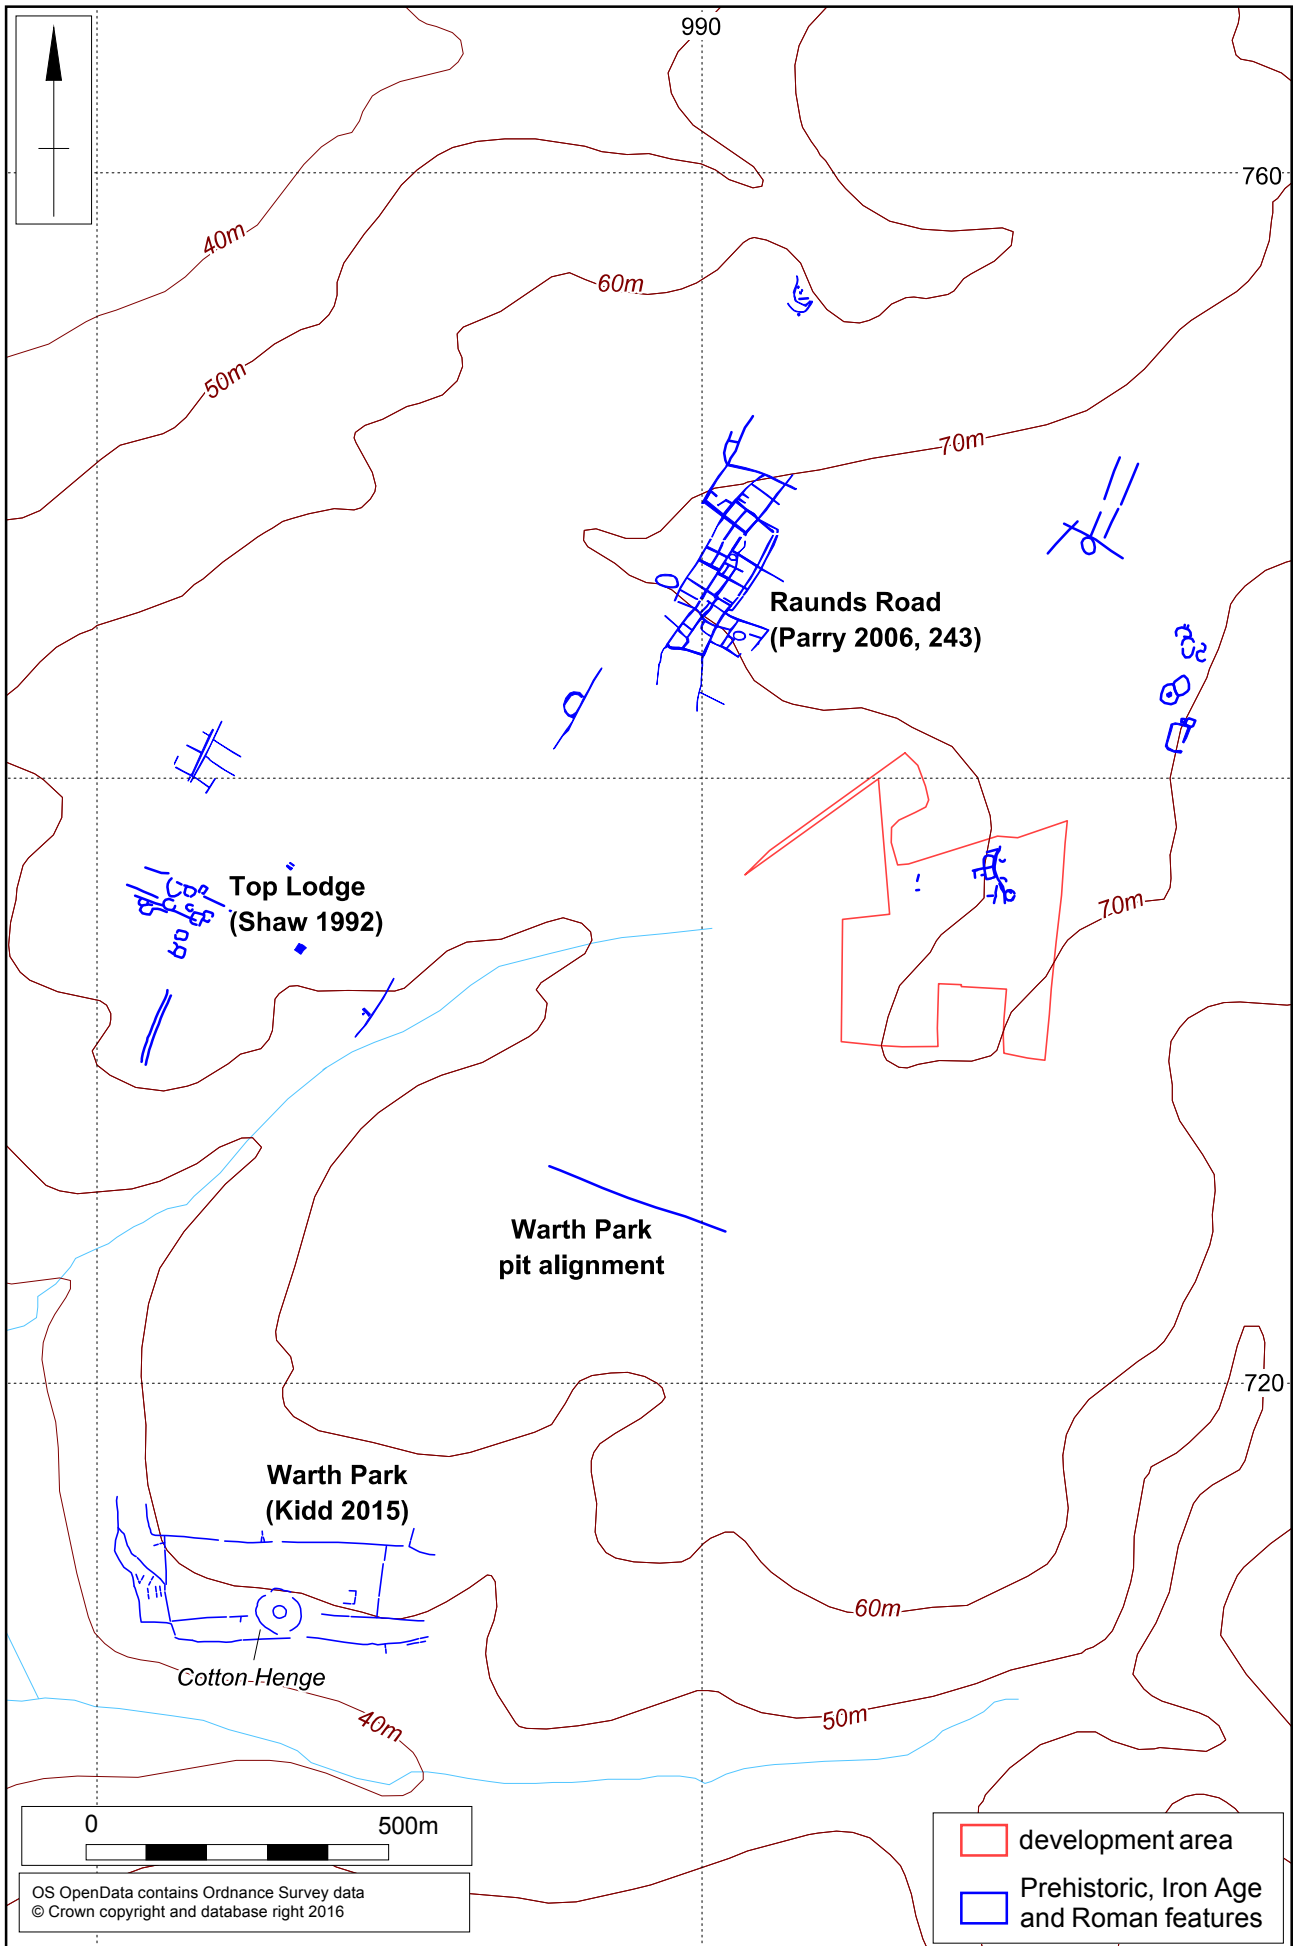 990
760
40m
60m
50m
70m
Raunds Road
(Parry 2006, 243)
Top Lodge
(Shaw 1992)
70m
Warth Park
pit alignment
720
Warth Park
(Kidd 2015)
60m
Cotton Henge
40m
50m
0 500m
development area
Prehistoric, Iron Age
and Roman features
OS OpenData contains Ordnance Survey data
© Crown copyright and database right 2016